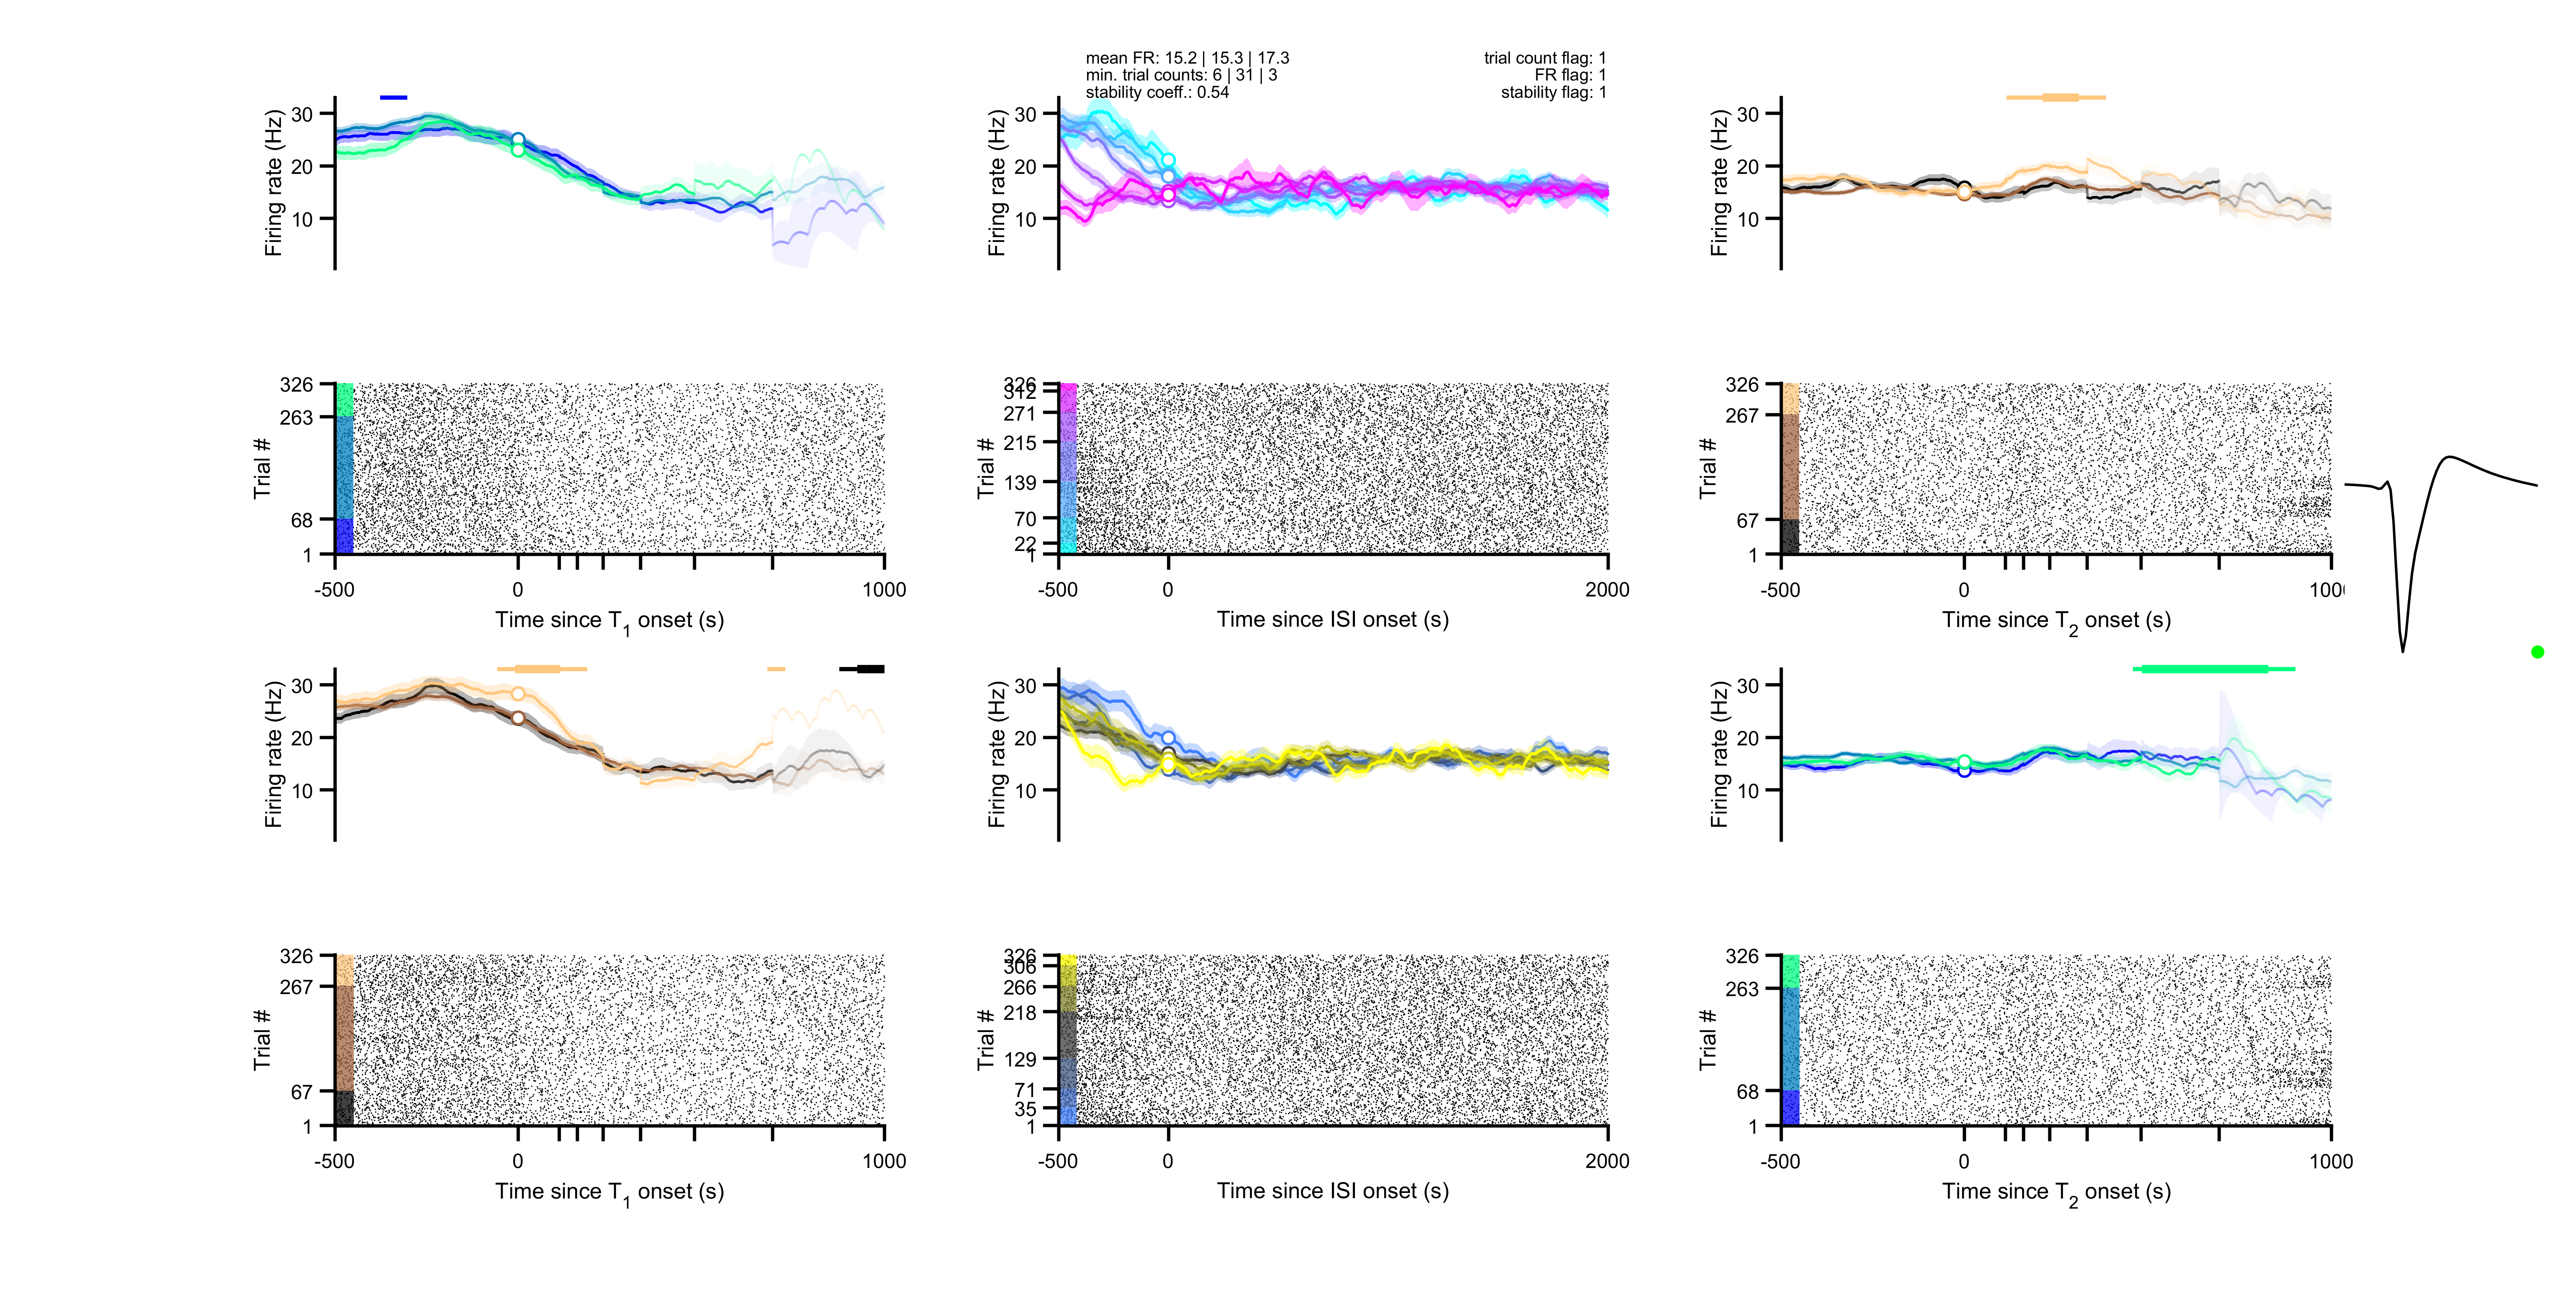 mean FR: 15.2 | 15.3 | 17.3
min. trial counts: 6 | 31 | 3
stability coeff.: 0.54
trial count flag: 1
FR flag: 1
stability flag: 1
Firing rate (Hz)
30
20
10
Firing rate (Hz)
30
20
10
Firing rate (Hz)
30
20
10
Trial #
326
263
68
1
-500
0
1000
Time since T1 onset (s)
Trial #
326
312
271
215
139
70
22
1
-500
0
2000
Time since ISI onset (s)
Trial #
326
267
67
1
-500
0
Time since T2 onset (s)
Firing rate (Hz)
30
20
10
Firing rate (Hz)
30
20
10
Firing rate (Hz)
30
20
10
Trial #
326
267
67
1
-500
0
1000
Time since T1 onset (s)
Trial #
326
306
266
218
129
71
35
1
-500
0
2000
Time since ISI onset (s)
Trial #
326
263
68
1
-500
0
1000
Time since T2 onset (s)